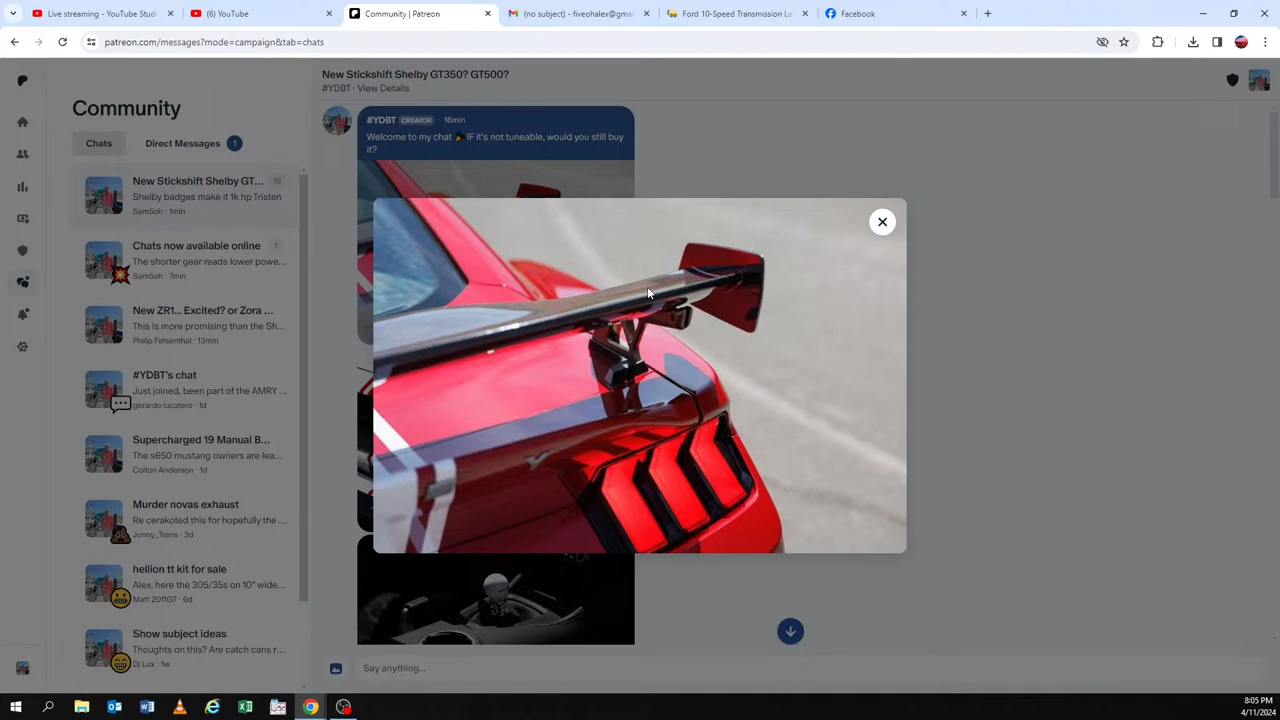 Live streaming - YouTube Studi
(6) YouTube
Community | Patreon
(no subject) - fiveohalex@gmai
Ford 10-Speed Transmission La
Facebook
patreon.com/messages?mode=campaign&tab=chats
Community
Chats
Direct Messages
1
New Stickshift Shelby GT...
16
Shelby badges make it 1k hp Tristen
Sam5oh · 1min
Chats now available online
1
The shorter gear reads lower powe...
Sam5oh · 7min
New ZR1... Excited? or Zora ...
This is more promising than the Sh...
Philip Felsenthal · 13min
#YDBT's chat
Just joined, been part of the AMRY ...
gerardo lucatero · 1d
Supercharged 19 Manual B...
The s650 mustang owners are lea...
Colton Anderson · 1d
Murder novas exhaust
Re cerakoted this for hopefully the ...
Jonny_Trans · 3d
hellion tt kit for sale
Alex, here the 305/35s on 10" wide...
Matt 2011GT · 6d
Show subject ideas
Thoughts on this? Are catch cans r...
Dj Lux · 1w
New Stickshift Shelby GT350? GT500?
#YDBT · View Details
#YDBT CREATOR · 16min
Welcome to my chat 🎉 IF it's not tuneable, would you still buy
it?
Say anything...
8:05 PM
4/11/2024